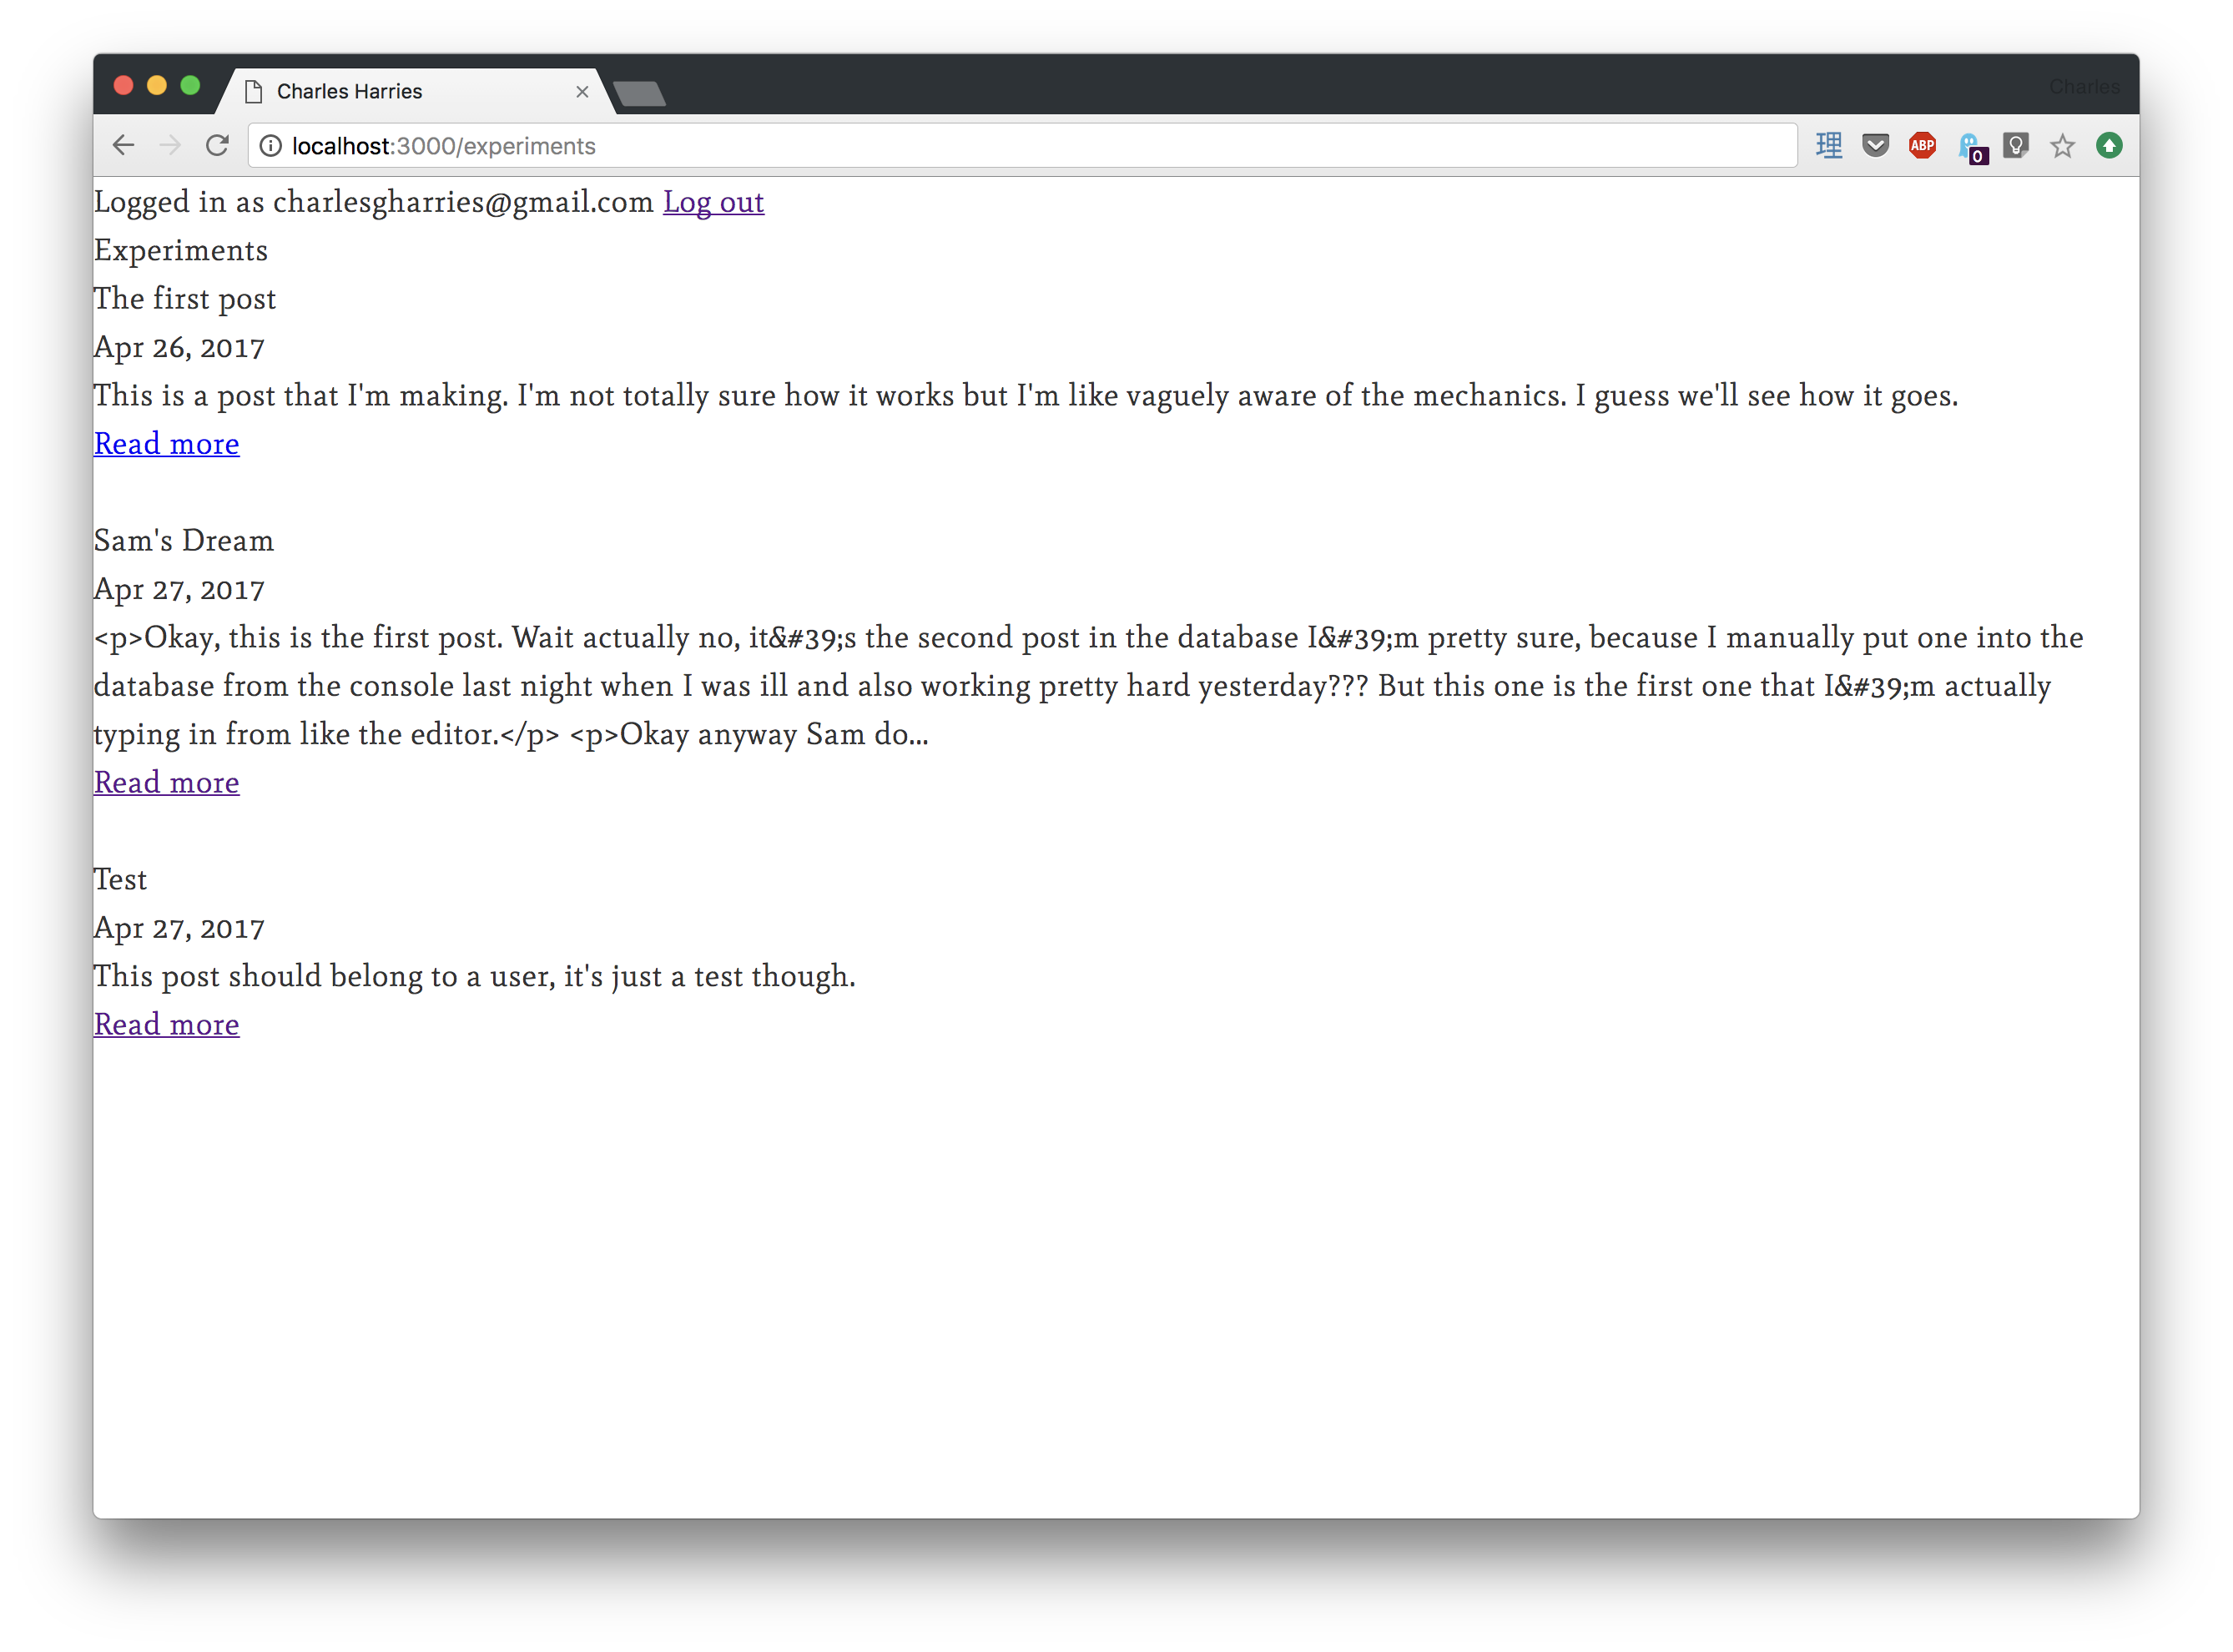 Charles Harries
Charles
localhost:3000/experiments
理
ABP
0
Logged in as charlesgharries@gmail.com Log out
Experiments
The first post
Apr 26, 2017
This is a post that I'm making. I'm not totally sure how it works but I'm like vaguely aware of the mechanics. I guess we'll see how it goes.
Read more
Sam's Dream
Apr 27, 2017
<p>Okay, this is the first post. Wait actually no, it&#39;s the second post in the database I&#39;m pretty sure, because I manually put one into the
database from the console last night when I was ill and also working pretty hard yesterday??? But this one is the first one that I&#39;m actually
typing in from like the editor.</p> <p>Okay anyway Sam do...
Read more
Test
Apr 27, 2017
This post should belong to a user, it's just a test though.
Read more